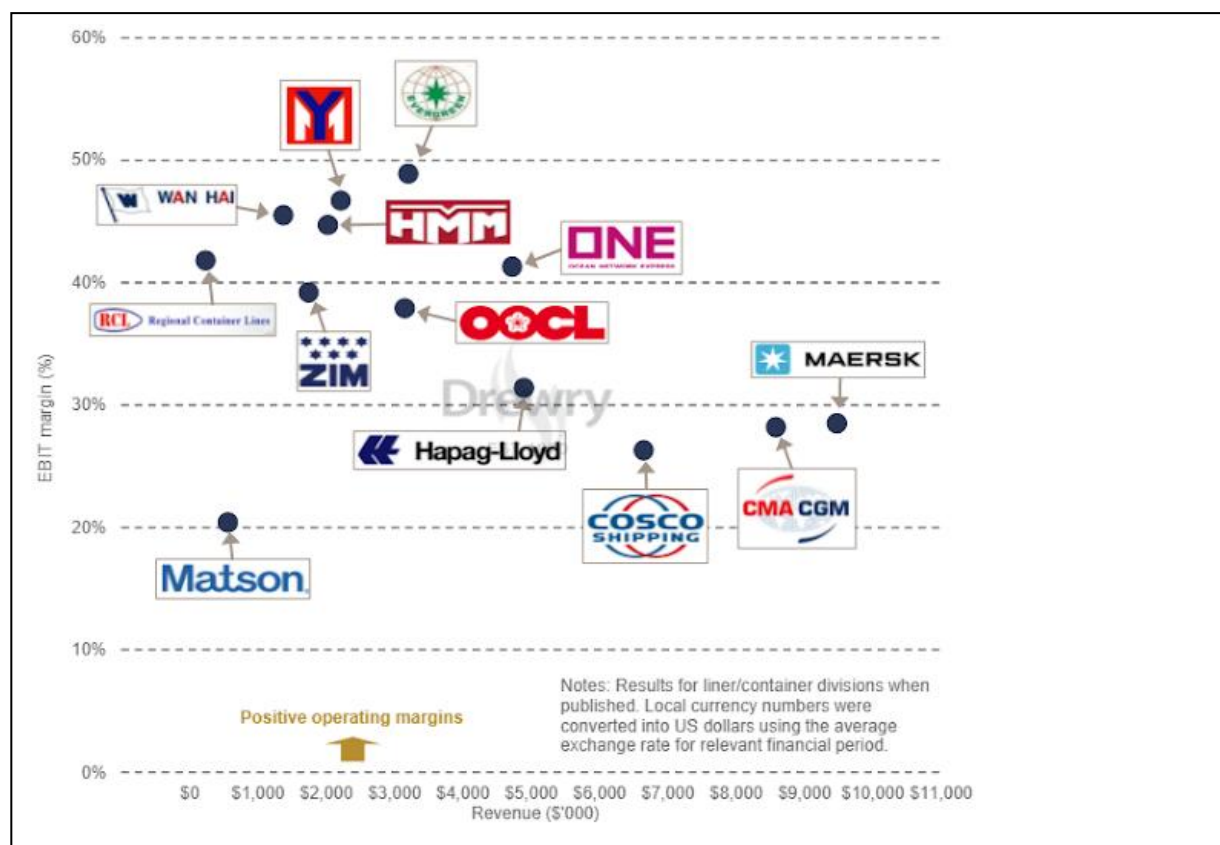 60%
EVERGREEN
YM
50%
W WAN HAI
HMM
ONE
OCEAN NETWORK EXPRESS
40%
RCL Regional Container Lines
OOCL
ZIM
MAERSK
Drewry
30%
EBIT margin (%)
Hapag-Lloyd
CMA CGM
COSCO
SHIPPING
20%
Matson
10%
Notes: Results for liner/container divisions when
published. Local currency numbers were
converted into US dollars using the average
exchange rate for relevant financial period.
Positive operating margins
0%
$0 $1,000 $2,000 $3,000 $4,000 $5,000 $6,000 $7,000 $8,000 $9,000 $10,000 $11,000
Revenue ($'000)